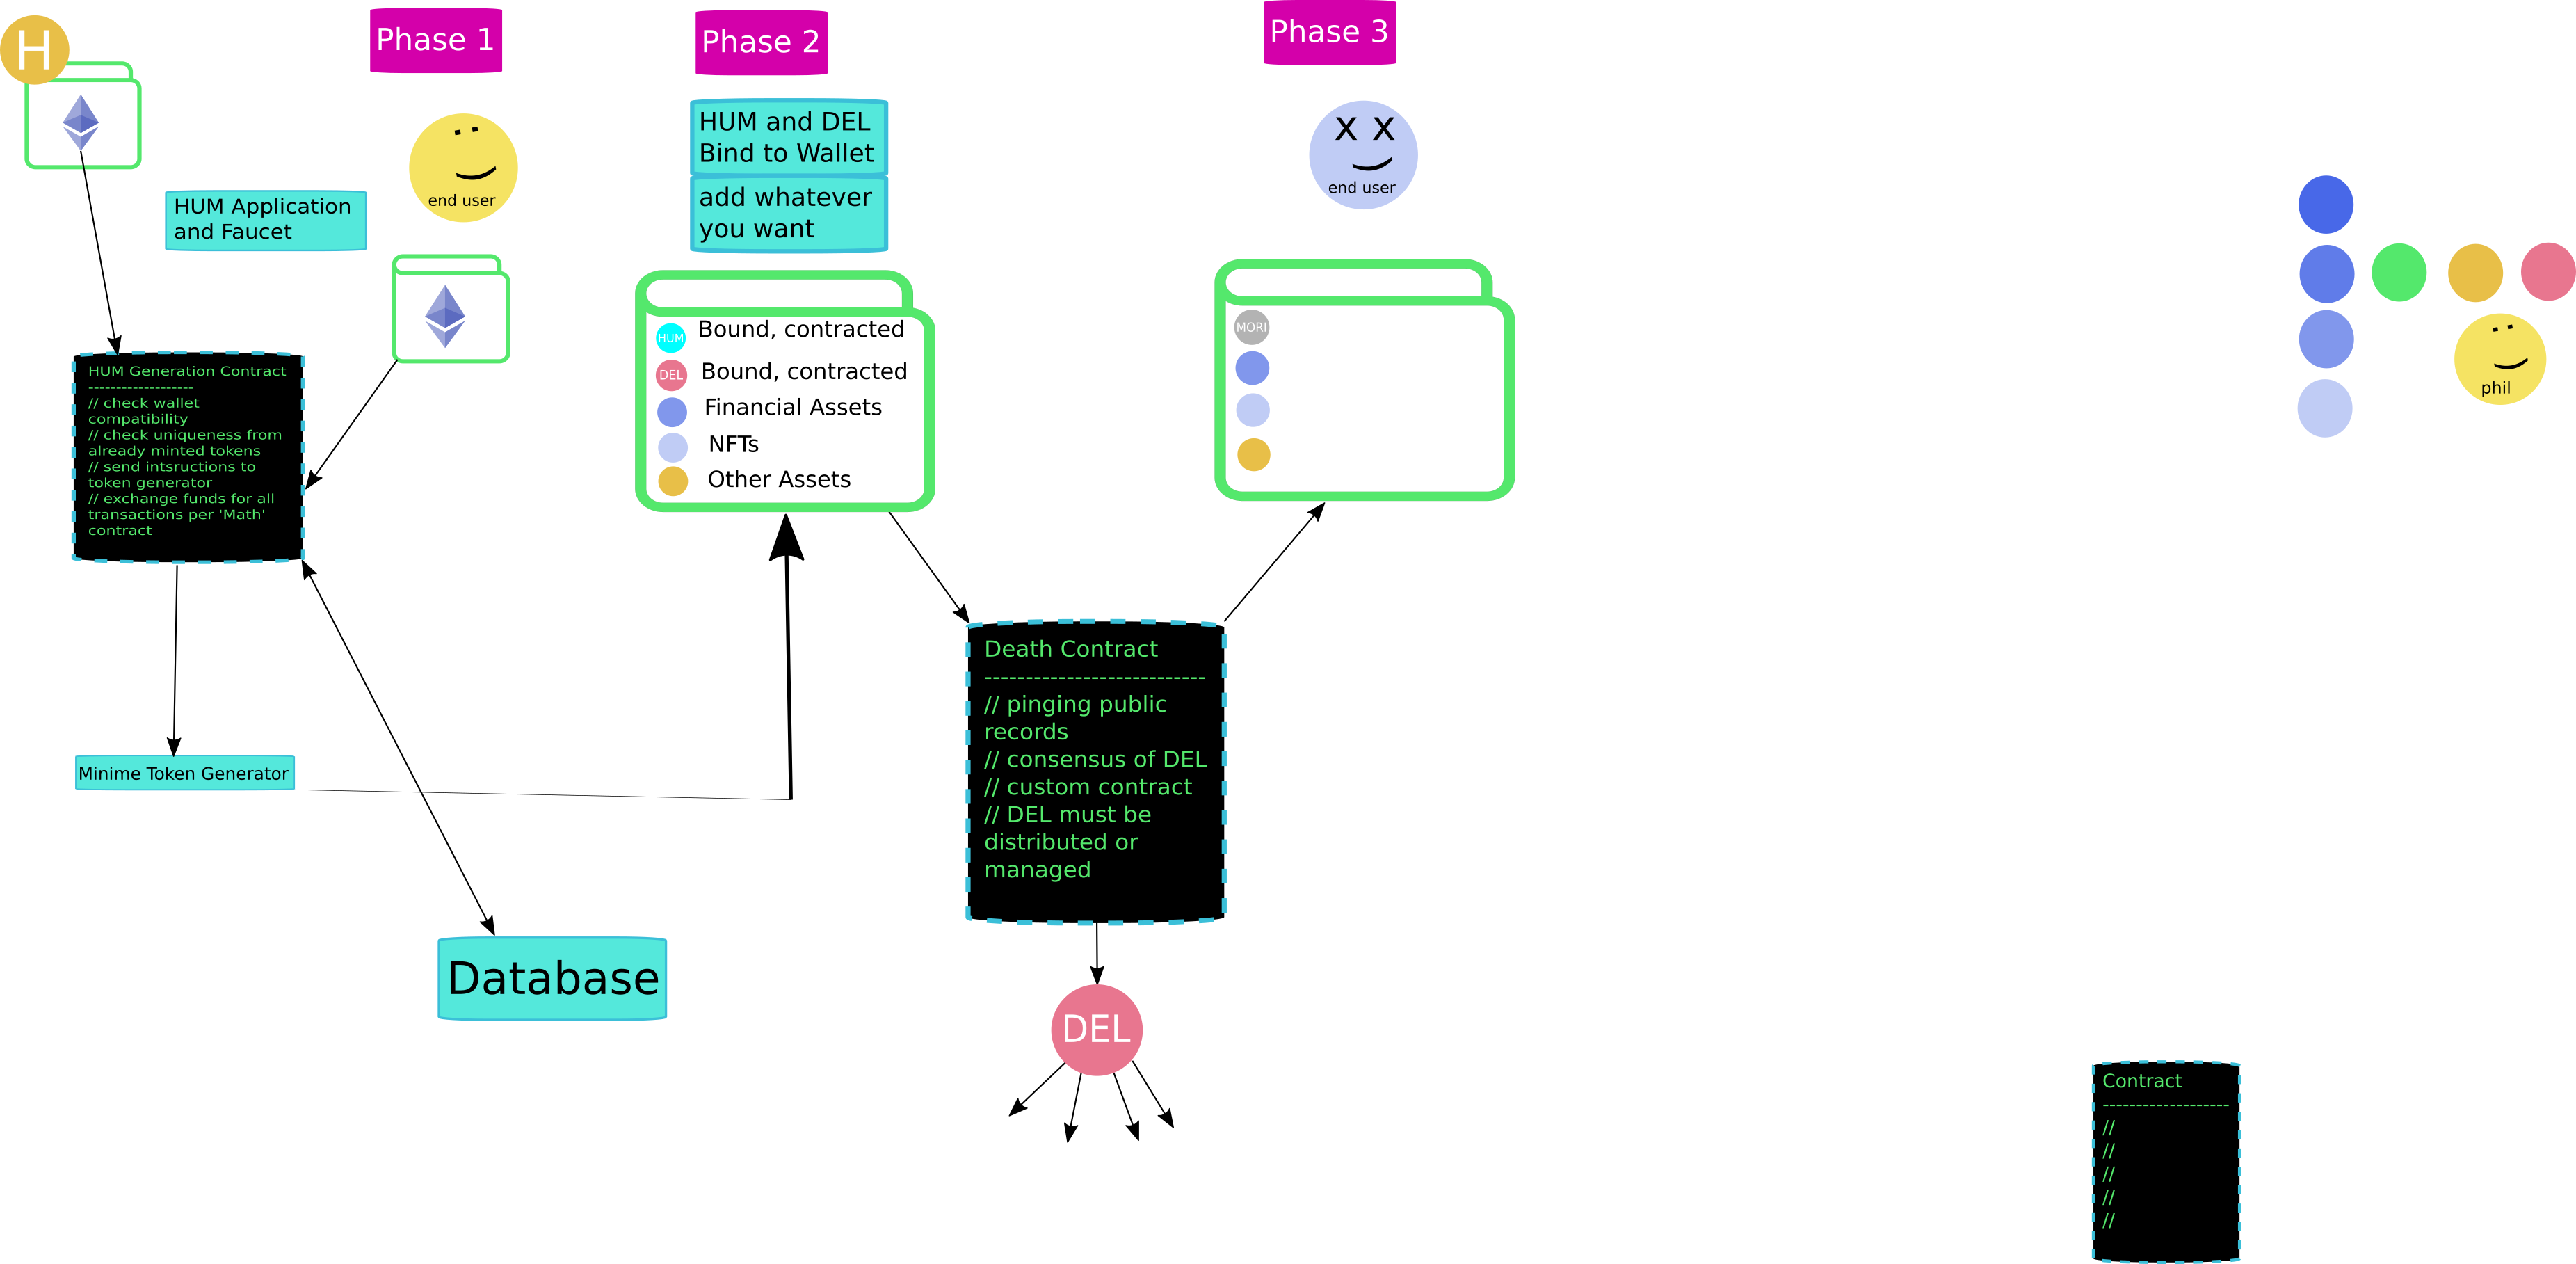 H
Phase 1
Phase 2
Phase 3
HUM Application
and Faucet
end user
HUM and DEL
Bind to Wallet
add whatever
you want
x x
end user
HUM Generation Contract
-------------------
// check wallet
compatibility
// check uniqueness from
already minted tokens
// send intsructions to
token generator
// exchange funds for all
transactions per 'Math'
contract
HUM Bound, contracted
DEL Bound, contracted
Financial Assets
NFTs
Other Assets
MORI
phil
Minime Token Generator
Death Contract
---------------------------
// pinging public
records
// consensus of DEL
// custom contract
// DEL must be
distributed or
managed
Database
DEL
Contract
-------------------
//
//
//
//
//